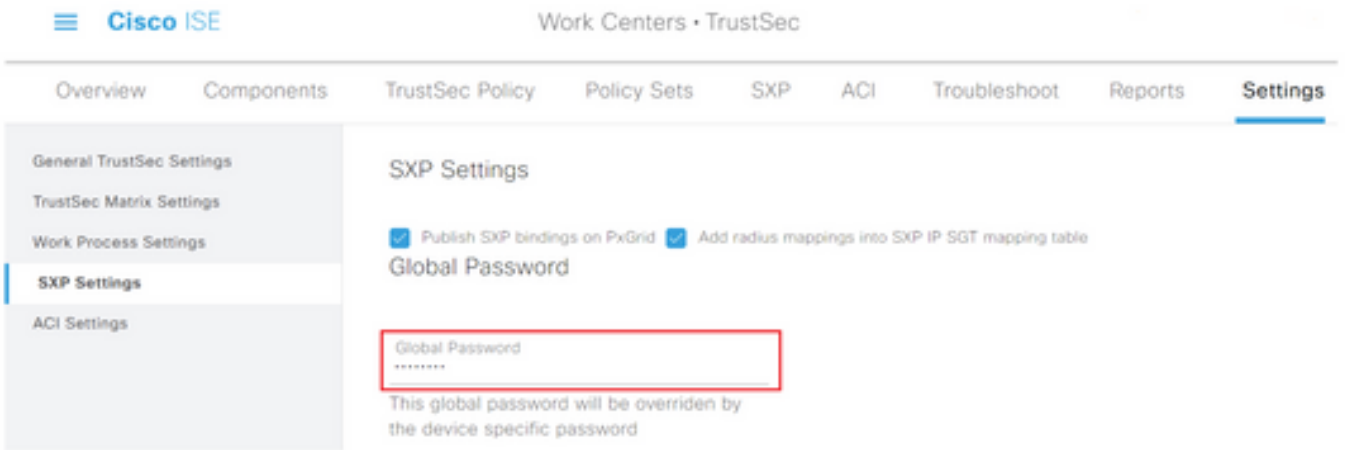 Cisco ISE
Work Centers · TrustSec
Overview Components TrustSec Policy Policy Sets SXP ACI Troubleshoot Reports Settings
General TrustSec Settings
TrustSec Matrix Settings
Work Process Settings
SXP Settings
ACI Settings
SXP Settings
Publish SXP bindings on PxGrid Add radius mappings into SXP IP SGT mapping table
Global Password
Global Password
········
This global password will be overriden by
the device specific password